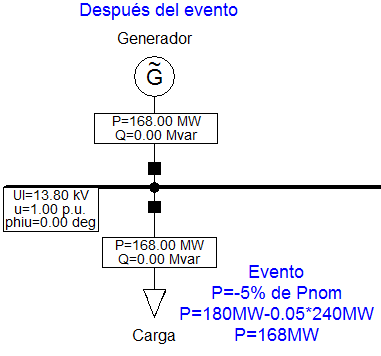 Después del evento
Generador
G̃
P=168.00 MW
Q=0.00 Mvar
Ul=13.80 kV
u=1.00 p.u.
phiu=0.00 deg
P=168.00 MW
Q=0.00 Mvar
Carga
Evento
P=-5% de Pnom
P=180MW-0.05*240MW
P=168MW